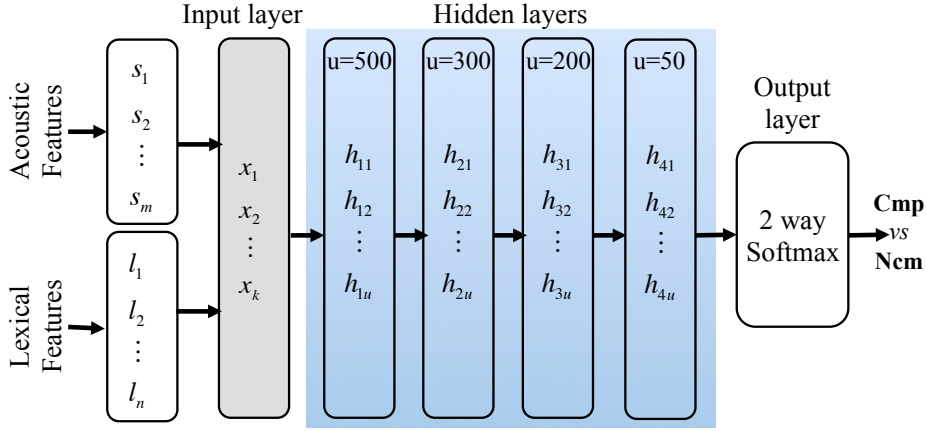 Input layer
Hidden layers
Acoustic
Features
s₁
s₂
⋮
sₘ
Lexical
Features
l₁
l₂
⋮
lₙ
x₁
x₂
⋮
xₖ
u=500
h₁₁
h₁₂
⋮
h₁ᵤ
u=300
h₂₁
h₂₂
⋮
h₂ᵤ
u=200
h₃₁
h₃₂
⋮
h₃ᵤ
u=50
h₄₁
h₄₂
⋮
h₄ᵤ
Output
layer
2 way
Softmax
Cmp
vs
Ncm